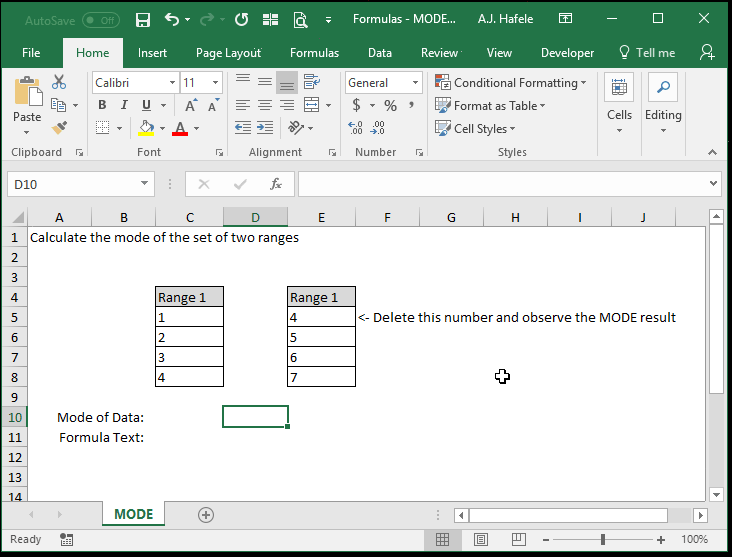 AutoSave Off Formulas - MODE... A.J. Hafele
File Home Insert Page Layout Formulas Data Review View Developer Tell me
Paste
Calibri 11
B I U A A
A
General
$ % ,
.00 .0 .00
Conditional Formatting
Format as Table
Cell Styles
Cells
Editing
Clipboard Font Alignment Number Styles
D10 fx
A B C D E F G H I J
1 Calculate the mode of the set of two ranges
2
3
4 Range 1 Range 1
5 1 4 <- Delete this number and observe the MODE result
6 2 5
7 3 6
8 4 7
9
10 Mode of Data:
11 Formula Text:
12
13
14
MODE
Ready 100%